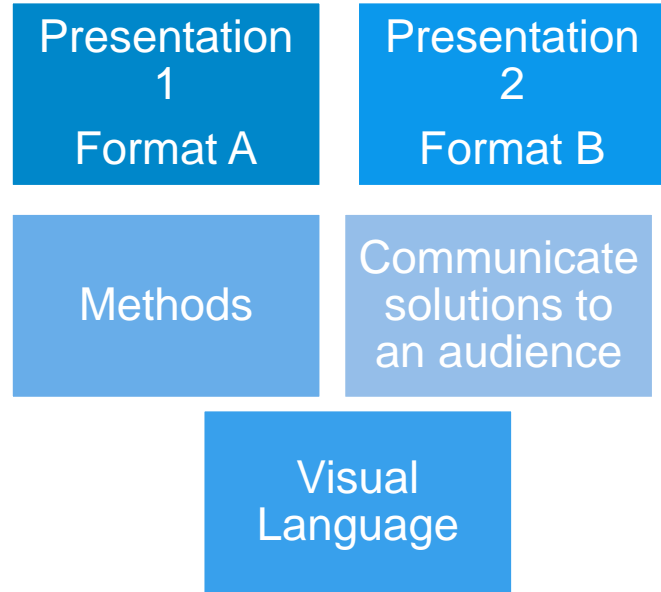 Presentation
1
Format A
Presentation
2
Format B
Methods
Communicate
solutions to
an audience
Visual
Language